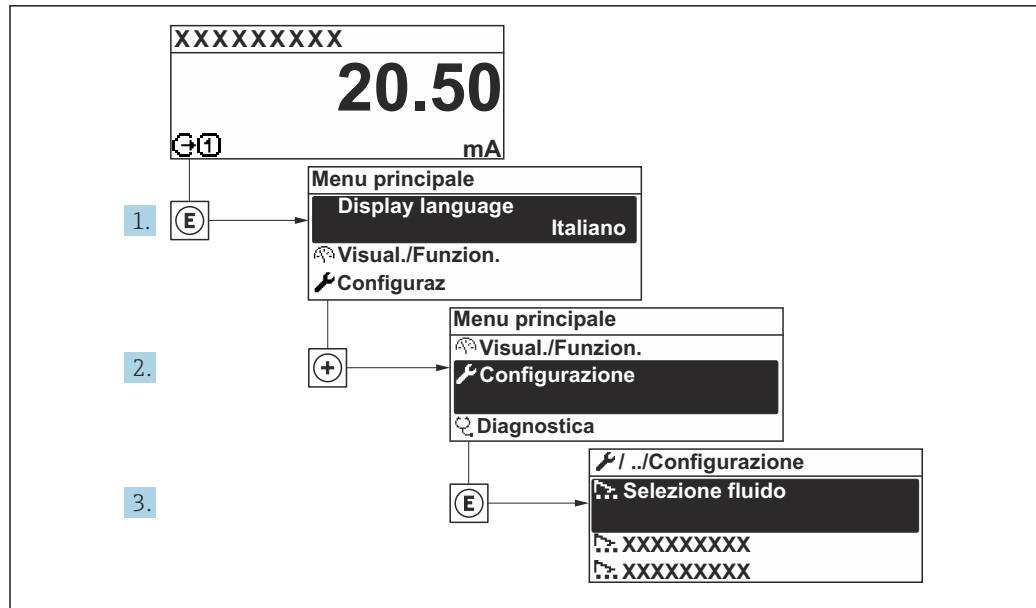 XXXXXXXXX
20.50
1 mA
Menu principale
Display language
Italiano
1. E
Visual./Funzion.
Configuraz
Menu principale
Visual./Funzion.
2. +
Configurazione
Diagnostica
/ ../Configurazione
3. E
Selezione fluido
XXXXXXXXX
XXXXXXXXX